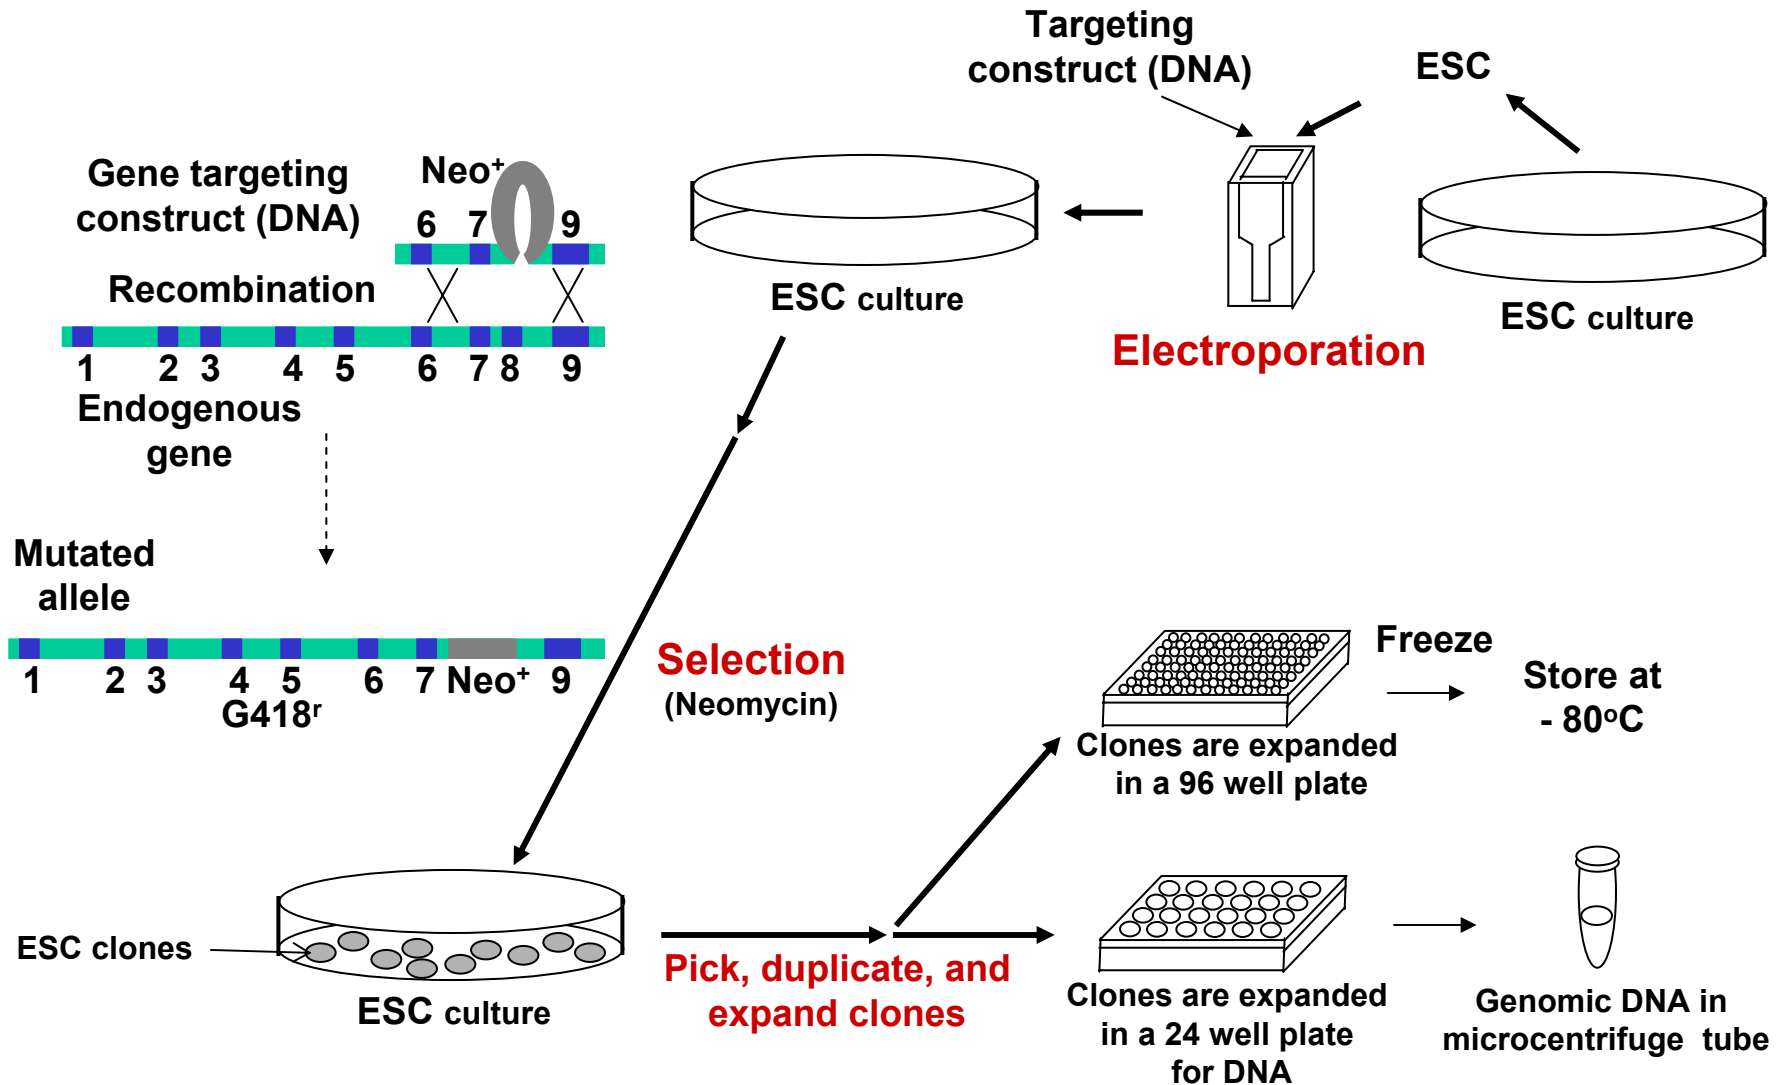 Targeting
construct (DNA)
ESC
Gene targeting
construct (DNA)
Neo⁺
6 7 9
Recombination
1 2 3 4 5 6 7 8 9
Endogenous
gene
ESC culture
Electroporation
ESC culture
Mutated
allele
1 2 3 4 5 6 7 Neo⁺ 9
G418ʳ
Selection
(Neomycin)
Freeze
Store at
- 80ºC
Clones are expanded
in a 96 well plate
ESC clones
ESC culture
Pick, duplicate, and
expand clones
Clones are expanded
in a 24 well plate
for DNA
Genomic DNA in
microcentrifuge tube